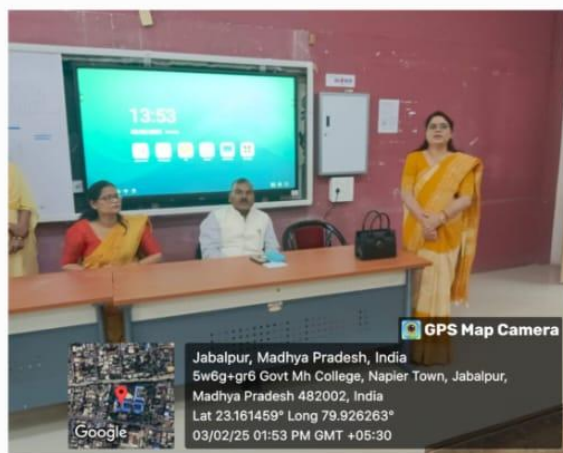 13:53
GPS Map Camera
Jabalpur, Madhya Pradesh, India
5w6g+gr6 Govt Mh College, Napier Town, Jabalpur,
Madhya Pradesh 482002, India
Lat 23.161459° Long 79.926263°
03/02/25 01:53 PM GMT +05:30
Google